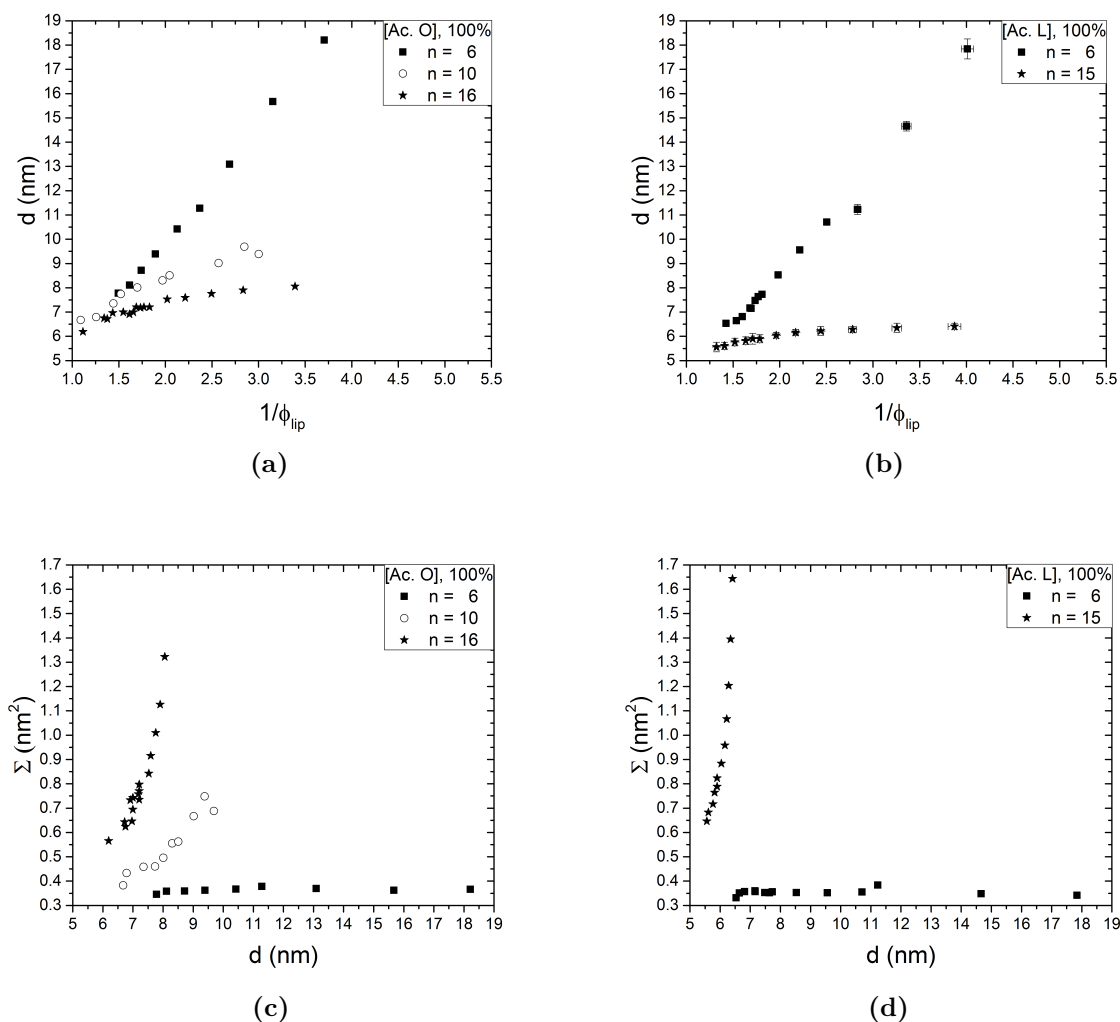 [Ac. O], 100%
n = 6
n = 10
n = 16
d (nm)
19
18
17
16
15
14
13
12
11
10
9
8
7
6
5
1.0 1.5 2.0 2.5 3.0 3.5 4.0 4.5 5.0 5.5
1/ϕlip
(a)
[Ac. L], 100%
n = 6
n = 15
d (nm)
19
18
17
16
15
14
13
12
11
10
9
8
7
6
5
1.0 1.5 2.0 2.5 3.0 3.5 4.0 4.5 5.0 5.5
1/ϕlip
(b)
[Ac. O], 100%
n = 6
n = 10
n = 16
Σ (nm²)
1.7
1.6
1.5
1.4
1.3
1.2
1.1
1.0
0.9
0.8
0.7
0.6
0.5
0.4
0.3
5 6 7 8 9 10 11 12 13 14 15 16 17 18 19
d (nm)
(c)
[Ac. L], 100%
n = 6
n = 15
Σ (nm²)
1.7
1.6
1.5
1.4
1.3
1.2
1.1
1.0
0.9
0.8
0.7
0.6
0.5
0.4
0.3
5 6 7 8 9 10 11 12 13 14 15 16 17 18 19
d (nm)
(d)